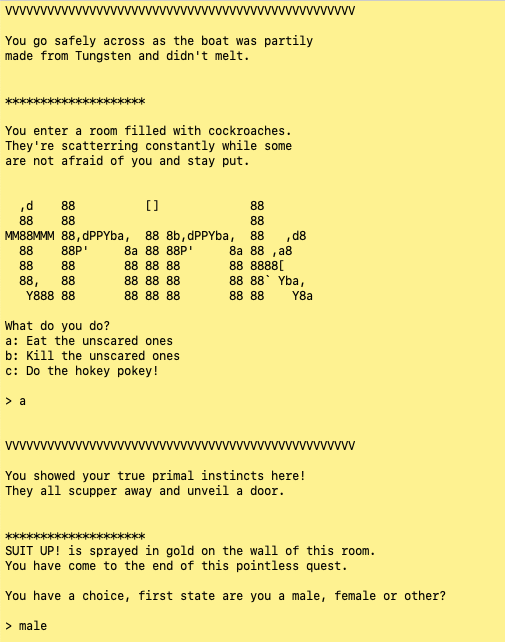 VVVVVVVVVVVVVVVVVVVVVVVVVVVVVVVVVVVVVVVVVVVVVVVVVV
You go safely across as the boat was partily
made from Tungsten and didn't melt.
********************
You enter a room filled with cockroaches.
They're scatterring constantly while some
are not afraid of you and stay put.
  ,d    88          []             88
  88    88                         88
MM88MMM 88,dPPYba,  88 8b,dPPYba,  88   ,d8
  88    88P'     8a 88 88P'     8a 88 ,a8
  88    88       88 88 88       88 8888[
  88,   88       88 88 88       88 88` Yba,
   Y888 88       88 88 88       88 88    Y8a
What do you do?
a: Eat the unscared ones
b: Kill the unscared ones
c: Do the hokey pokey!
> a
VVVVVVVVVVVVVVVVVVVVVVVVVVVVVVVVVVVVVVVVVVVVVVVVVV
You showed your true primal instincts here!
They all scupper away and unveil a door.
********************
SUIT UP! is sprayed in gold on the wall of this room.
You have come to the end of this pointless quest.
You have a choice, first state are you a male, female or other?
> male